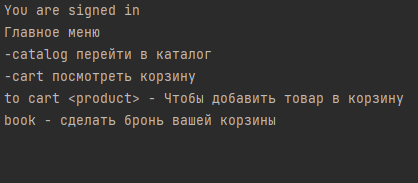 You are signed in
Главное меню
-catalog перейти в каталог
-cart посмотреть корзину
to cart <product> - Чтобы добавить товар в корзину
book - сделать бронь вашей корзины